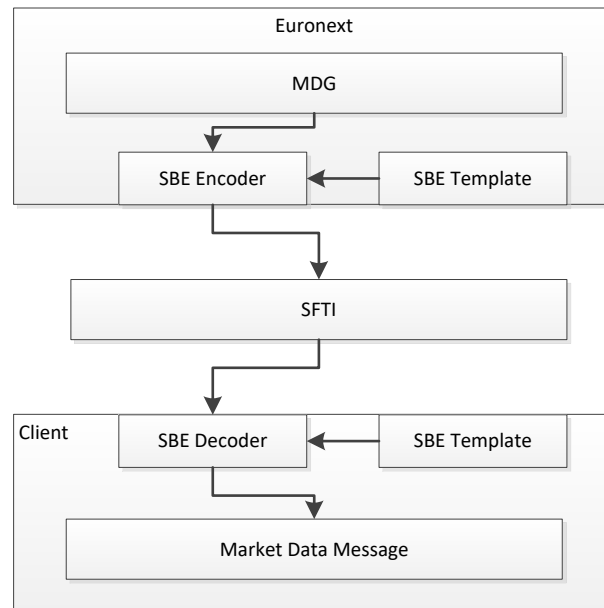 Euronext
MDG
SBE Encoder
SBE Template
SFTI
Client
SBE Decoder
SBE Template
Market Data Message